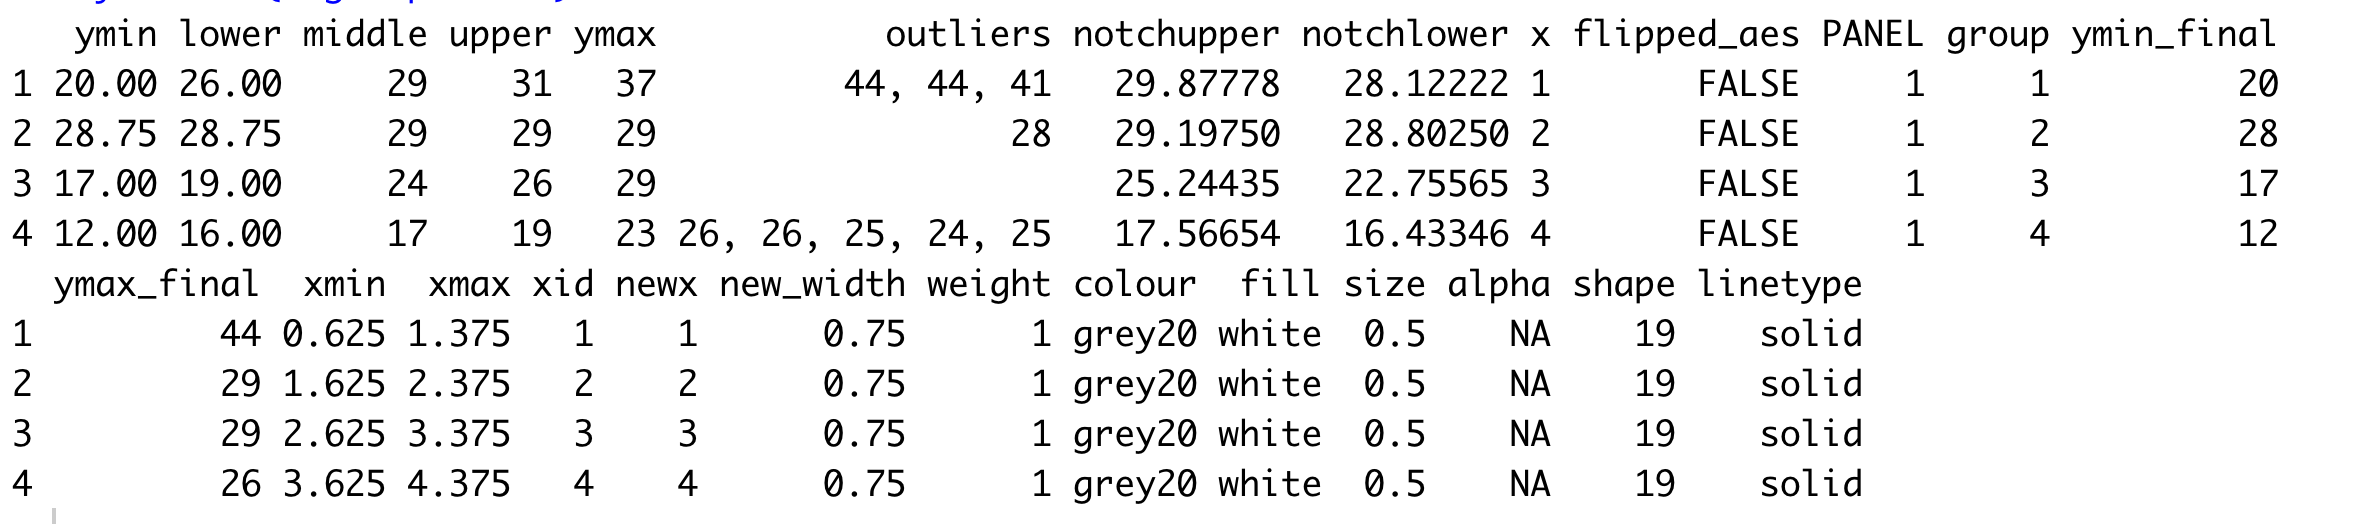 ymin lower middle upper ymax outliers notchupper notchlower x flipped_aes PANEL group ymin_final
1 20.00 26.00 29 31 37 44, 44, 41 29.87778 28.12222 1 FALSE 1 1 20
2 28.75 28.75 29 29 29 28 29.19750 28.80250 2 FALSE 1 2 28
3 17.00 19.00 24 26 29 25.24435 22.75565 3 FALSE 1 3 17
4 12.00 16.00 17 19 23 26, 26, 25, 24, 25 17.56654 16.43346 4 FALSE 1 4 12
ymax_final xmin xmax xid newx new_width weight colour fill size alpha shape linetype
1 44 0.625 1.375 1 1 0.75 1 grey20 white 0.5 NA 19 solid
2 29 1.625 2.375 2 2 0.75 1 grey20 white 0.5 NA 19 solid
3 29 2.625 3.375 3 3 0.75 1 grey20 white 0.5 NA 19 solid
4 26 3.625 4.375 4 4 0.75 1 grey20 white 0.5 NA 19 solid